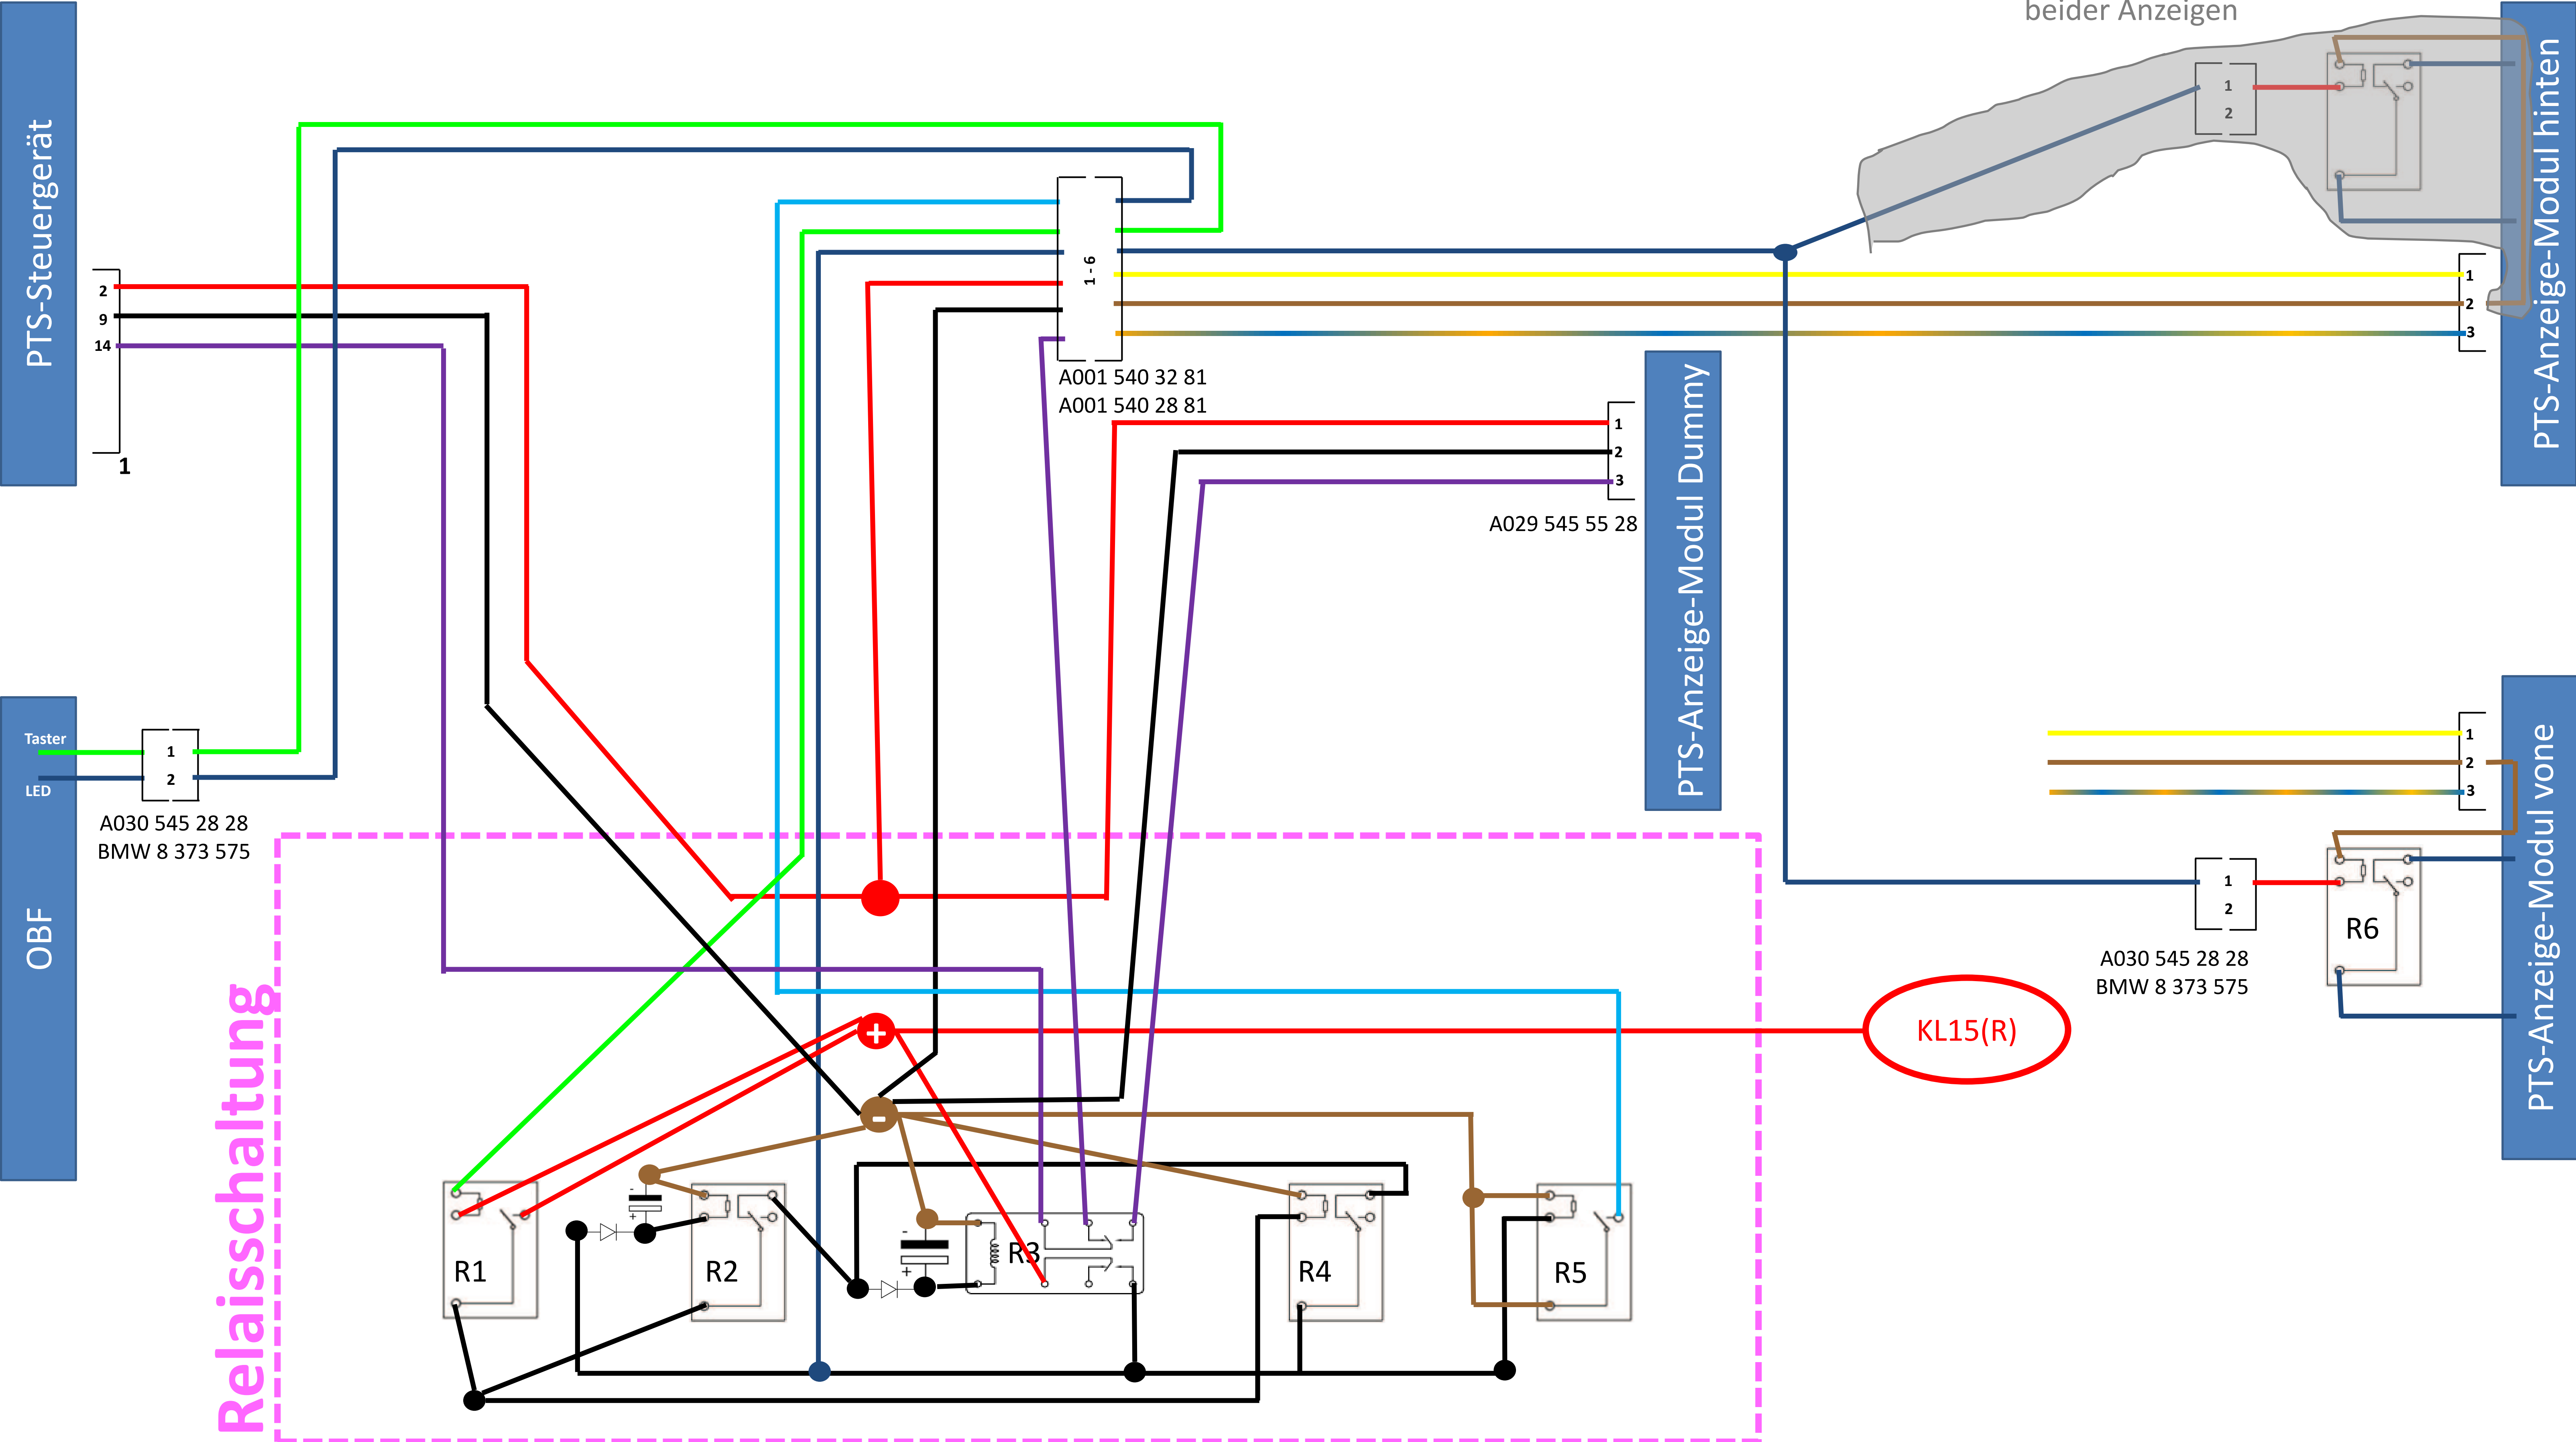 beider Anzeigen
PTS-Steuergerät
2
9
14
1
1 - 6
A001 540 32 81
A001 540 28 81
1
2
PTS-Anzeige-Modul hinten
1
2
3
1
2
3
A029 545 55 28
PTS-Anzeige-Modul Dummy
OBF
Taster
LED
1
2
A030 545 28 28
BMW 8 373 575
1
2
3
PTS-Anzeige-Modul vone
1
2
R6
A030 545 28 28
BMW 8 373 575
Relaisschaltung
+
KL15(R)
-
-
+
-
+
R1
R2
R3
R4
R5